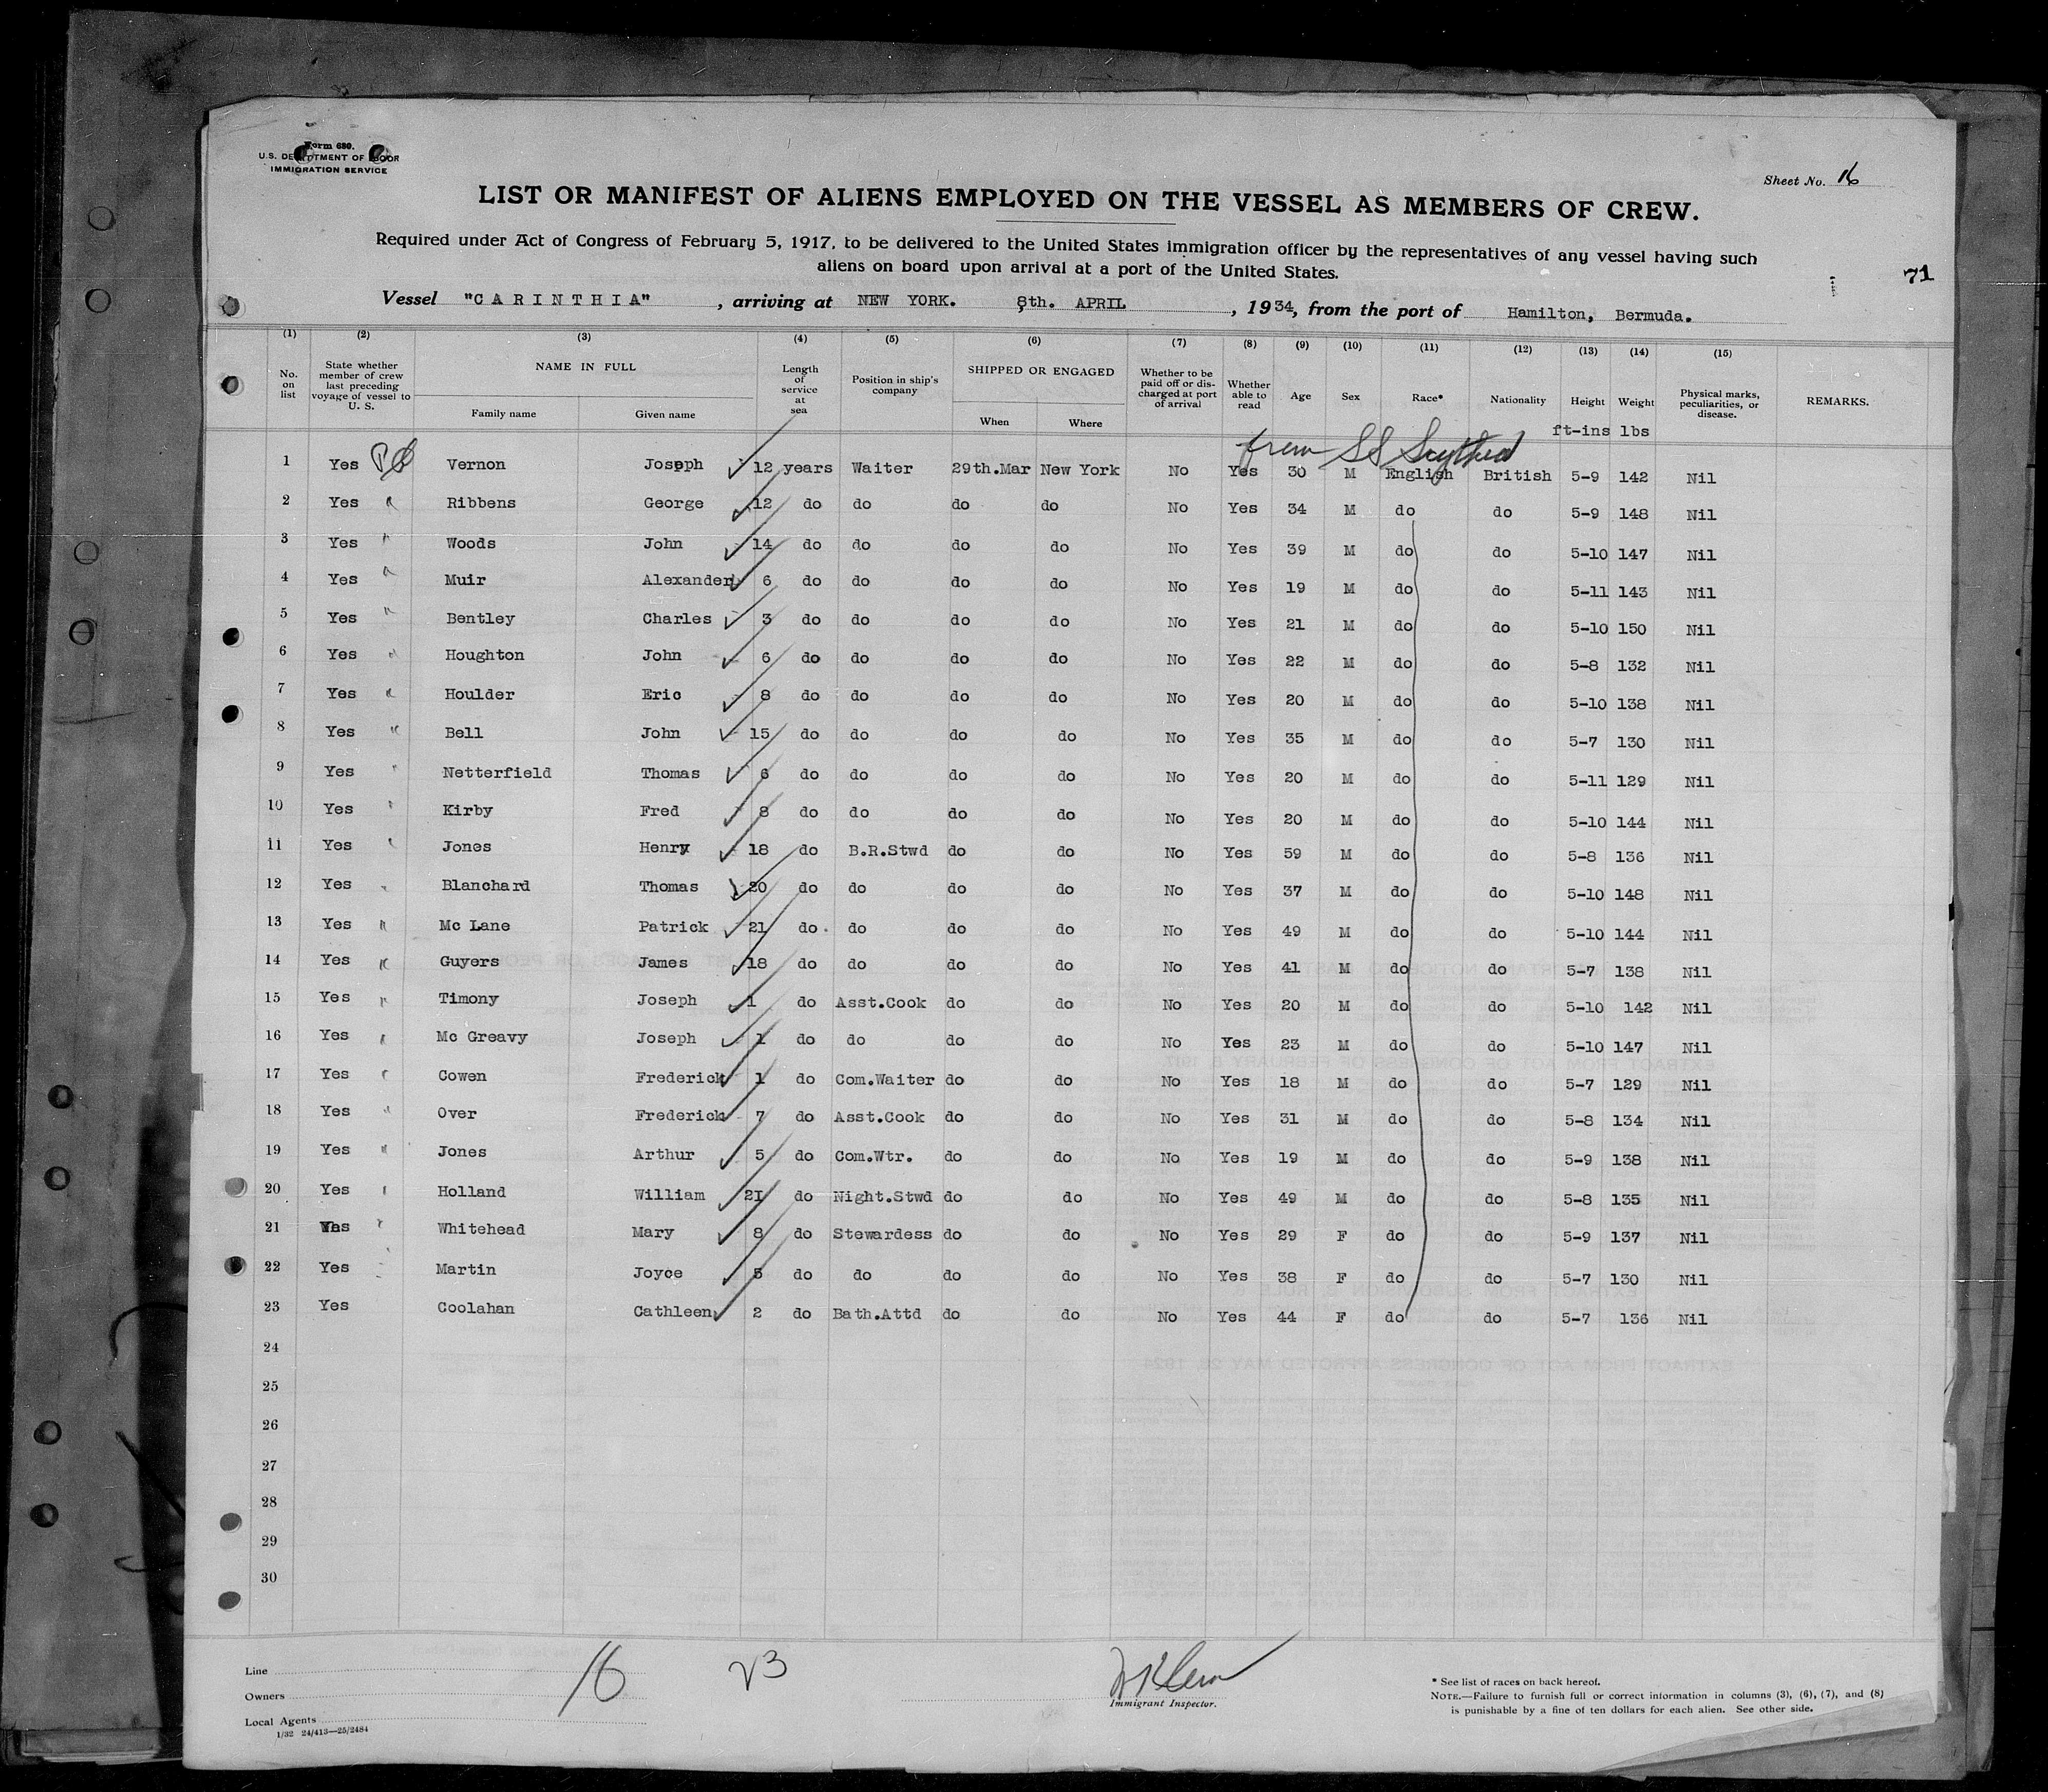 Form 680.
U.S. DEPARTMENT OF LABOR
IMMIGRATION SERVICE
Sheet No. 16
LIST OR MANIFEST OF ALIENS EMPLOYED ON THE VESSEL AS MEMBERS OF CREW.
Required under Act of Congress of February 5, 1917, to be delivered to the United States immigration officer by the representatives of any vessel having such
aliens on board upon arrival at a port of the United States.
71
Vessel "CARINTHIA", arriving at NEW YORK. 8th. APRIL, 1934, from the port of Hamilton, Bermuda.
(1) (2) (3) (4) (5) (6) (7) (8) (9) (10) (11) (12) (13) (14) (15)
No. on list State whether member of crew last preceding voyage of vessel to U. S. NAME IN FULL Family name Given name Length of service at sea Position in ship's company SHIPPED OR ENGAGED When Where Whether to be paid off or discharged at port of arrival Whether able to read Age Sex Race* Nationality Height Weight Physical marks, peculiarities, or disease. REMARKS.
ft-ins lbs
from SS Scythia
1 Yes Vernon Joseph 12 years Waiter 29th.Mar New York No Yes 30 M English British 5-9 142 Nil
2 Yes " Ribbens George 12 do do do do No Yes 34 M do do 5-9 148 Nil
3 Yes " Woods John 14 do do do do No Yes 39 M do do 5-10 147 Nil
4 Yes " Muir Alexander 6 do do do do No Yes 19 M do do 5-11 143 Nil
5 Yes " Bentley Charles 3 do do do do No Yes 21 M do do 5-10 150 Nil
6 Yes " Houghton John 6 do do do do No Yes 22 M do do 5-8 132 Nil
7 Yes " Houlder Eric 8 do do do do No Yes 20 M do do 5-10 138 Nil
8 Yes " Bell John 15 do do do do No Yes 35 M do do 5-7 130 Nil
9 Yes " Netterfield Thomas 6 do do do do No Yes 20 M do do 5-11 129 Nil
10 Yes " Kirby Fred 8 do do do do No Yes 20 M do do 5-10 144 Nil
11 Yes " Jones Henry 18 do B.R.Stwd do do No Yes 59 M do do 5-8 136 Nil
12 Yes " Blanchard Thomas 20 do do do do No Yes 37 M do do 5-10 148 Nil
13 Yes " Mc Lane Patrick 21 do do do do No Yes 49 M do do 5-10 144 Nil
14 Yes " Guyers James 18 do do do do No Yes 41 M do do 5-7 138 Nil
15 Yes " Timony Joseph 1 do Asst.Cook do do No Yes 20 M do do 5-10 142 Nil
16 Yes " Mc Greavy Joseph 1 do do do do No Yes 23 M do do 5-10 147 Nil
17 Yes " Cowen Frederick 1 do Com.Waiter do do No Yes 18 M do do 5-7 129 Nil
18 Yes " Over Frederick 7 do Asst.Cook do do No Yes 31 M do do 5-8 134 Nil
19 Yes " Jones Arthur 5 do Com.Wtr. do do No Yes 19 M do do 5-9 138 Nil
20 Yes " Holland William 21 do Night.Stwd do do No Yes 49 M do do 5-8 135 Nil
21 Yes " Whitehead Mary 8 do Stewardess do do No Yes 29 F do do 5-9 137 Nil
22 Yes " Martin Joyce 5 do do do do No Yes 38 F do do 5-7 130 Nil
23 Yes Coolahan Cathleen 2 do Bath.Attd do do No Yes 44 F do do 5-7 136 Nil
24
25
26
27
28
29
30
Line
Owners
Local Agents
1/32 24/413—25/2484
16
23
Immigrant Inspector.
* See list of races on back hereof.
NOTE.—Failure to furnish full or correct information in columns (3), (6), (7), and (8)
is punishable by a fine of ten dollars for each alien. See other side.